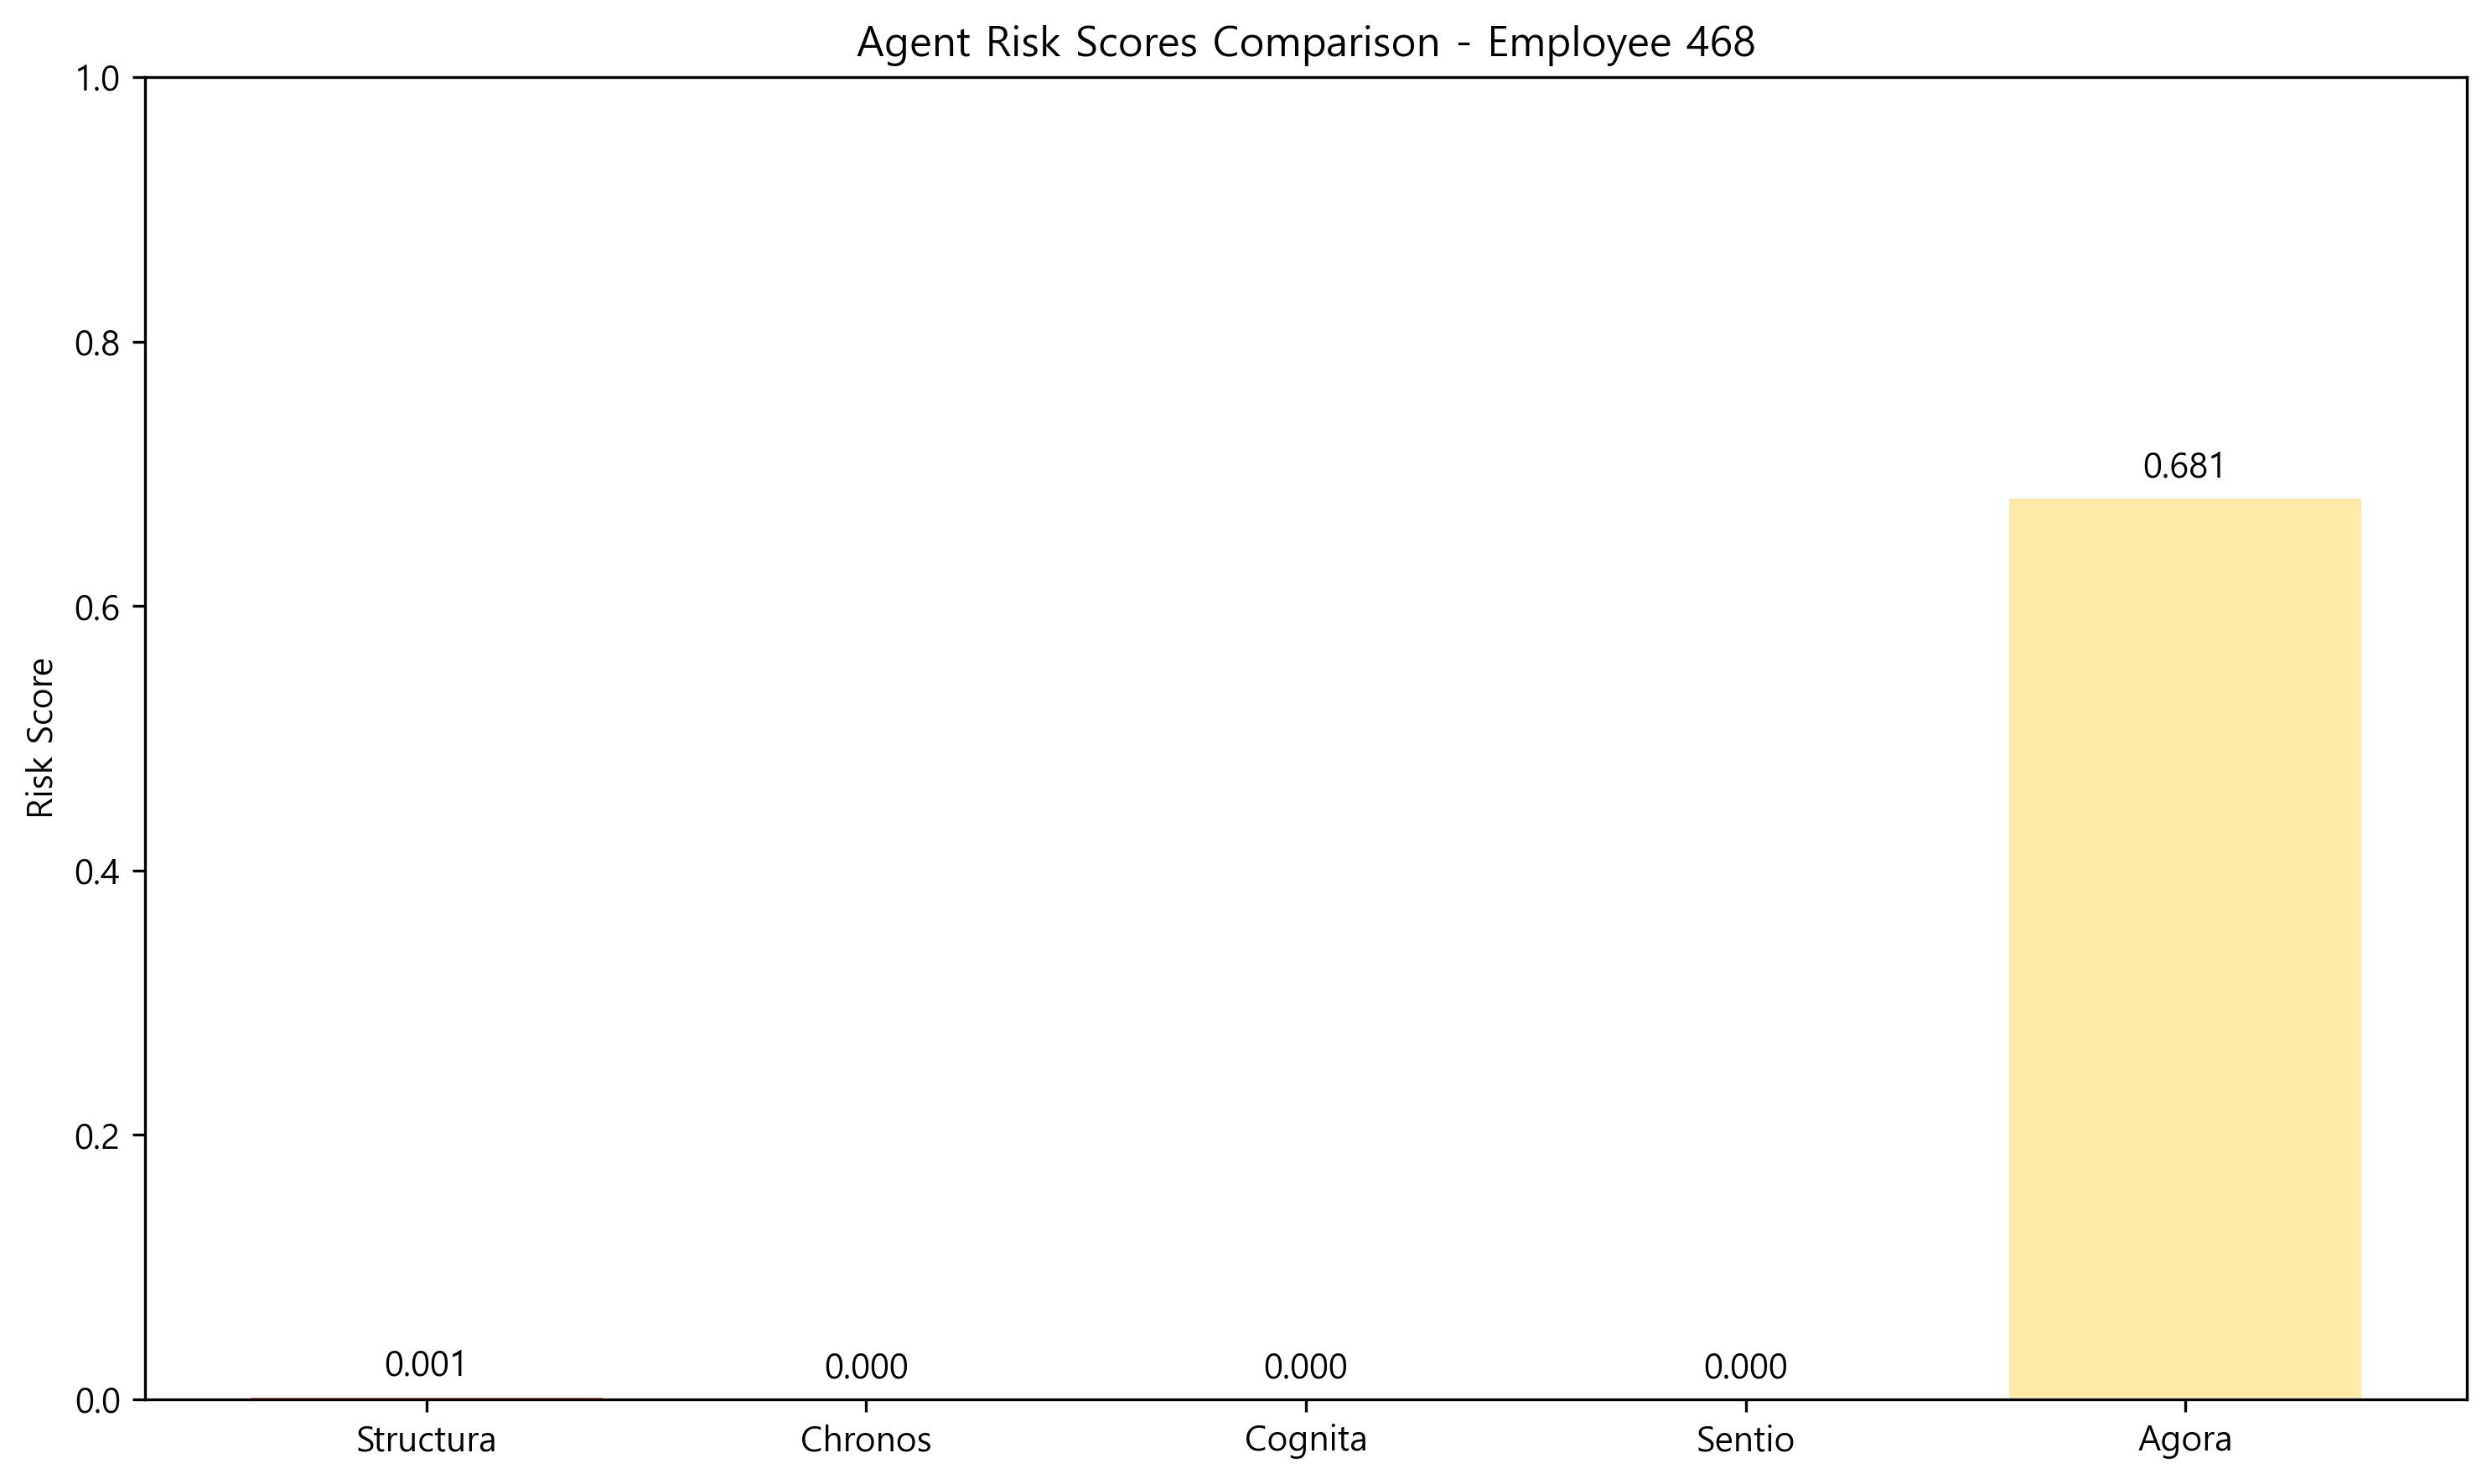 Agent Risk Scores Comparison - Employee 468
1.0
0.8
0.6
0.4
0.2
0.0
Risk Score
0.001
0.000
0.000
0.000
0.681
Structura
Chronos
Cognita
Sentio
Agora